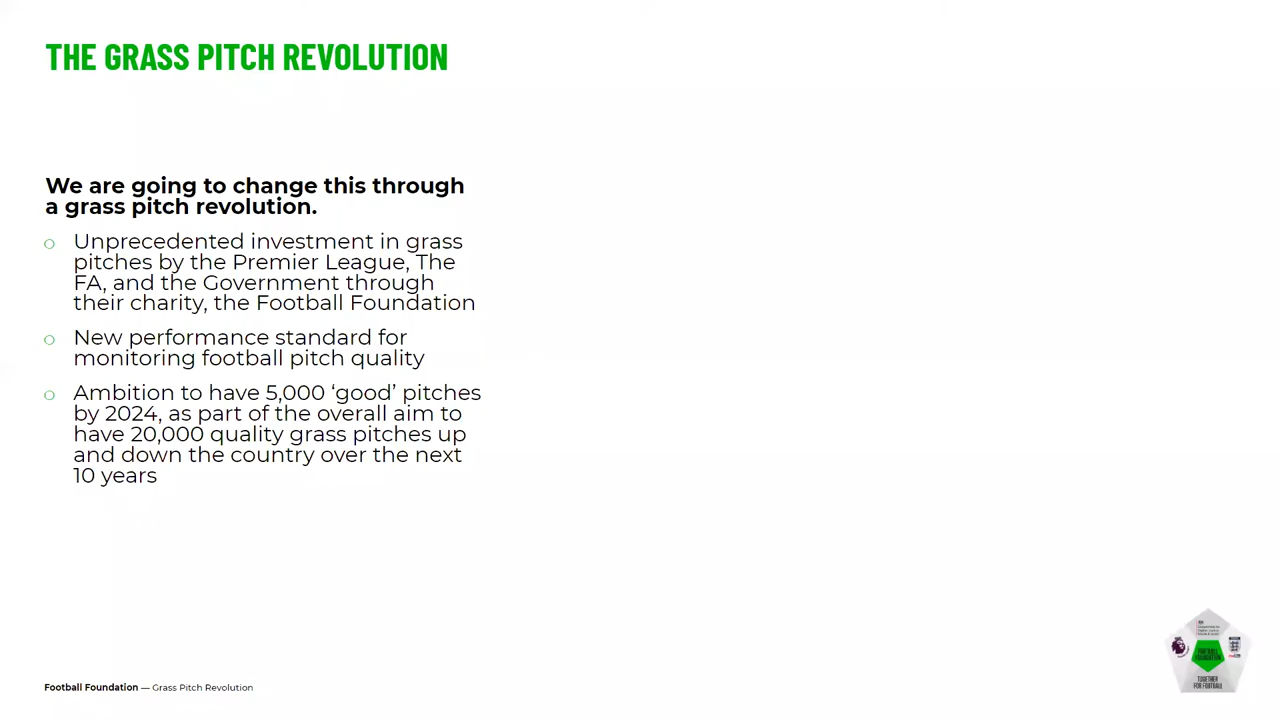 THE GRASS PITCH REVOLUTION
We are going to change this through
a grass pitch revolution.
Unprecedented investment in grass
pitches by the Premier League, The
FA, and the Government through
their charity, the Football Foundation
New performance standard for
monitoring football pitch quality
Ambition to have 5,000 ‘good’ pitches
by 2024, as part of the overall aim to
have 20,000 quality grass pitches up
and down the country over the next
10 years
Football Foundation — Grass Pitch Revolution
FOOTBALL
FOUNDATION
TOGETHER
FOR FOOTBALL